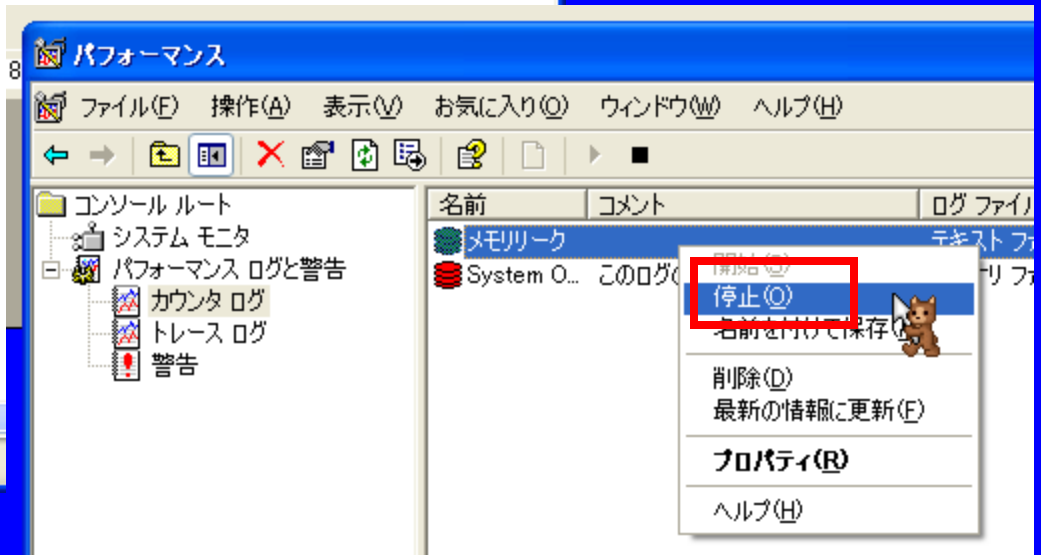 パフォーマンス
8
ファイル(F) 操作(A) 表示(V) お気に入り(O) ウィンドウ(W) ヘルプ(H)
コンソール ルート
システム モニタ
パフォーマンス ログと警告
カウンタ ログ
トレース ログ
警告
名前 コメント ログ ファイル
メモリリーク テキスト ファ
System O... このログの リ ファ
開始(S)
停止(O)
名前を付けて保存
削除(D)
最新の情報に更新(F)
プロパティ(R)
ヘルプ(H)